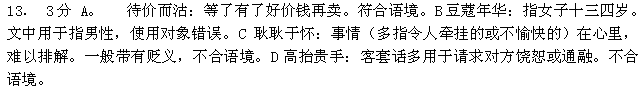 13. 3分 A。 待价而沽：等了有了好价钱再卖。符合语境。B豆蔻年华：指女子十三四岁。
文中用于指男性，使用对象错误。C 耿耿于怀：事情（多指令人牵挂的或不愉快的）在心里，
难以排解。一般带有贬义，不合语境。D高抬贵手：客套话多用于请求对方饶恕或通融。不合
语境。